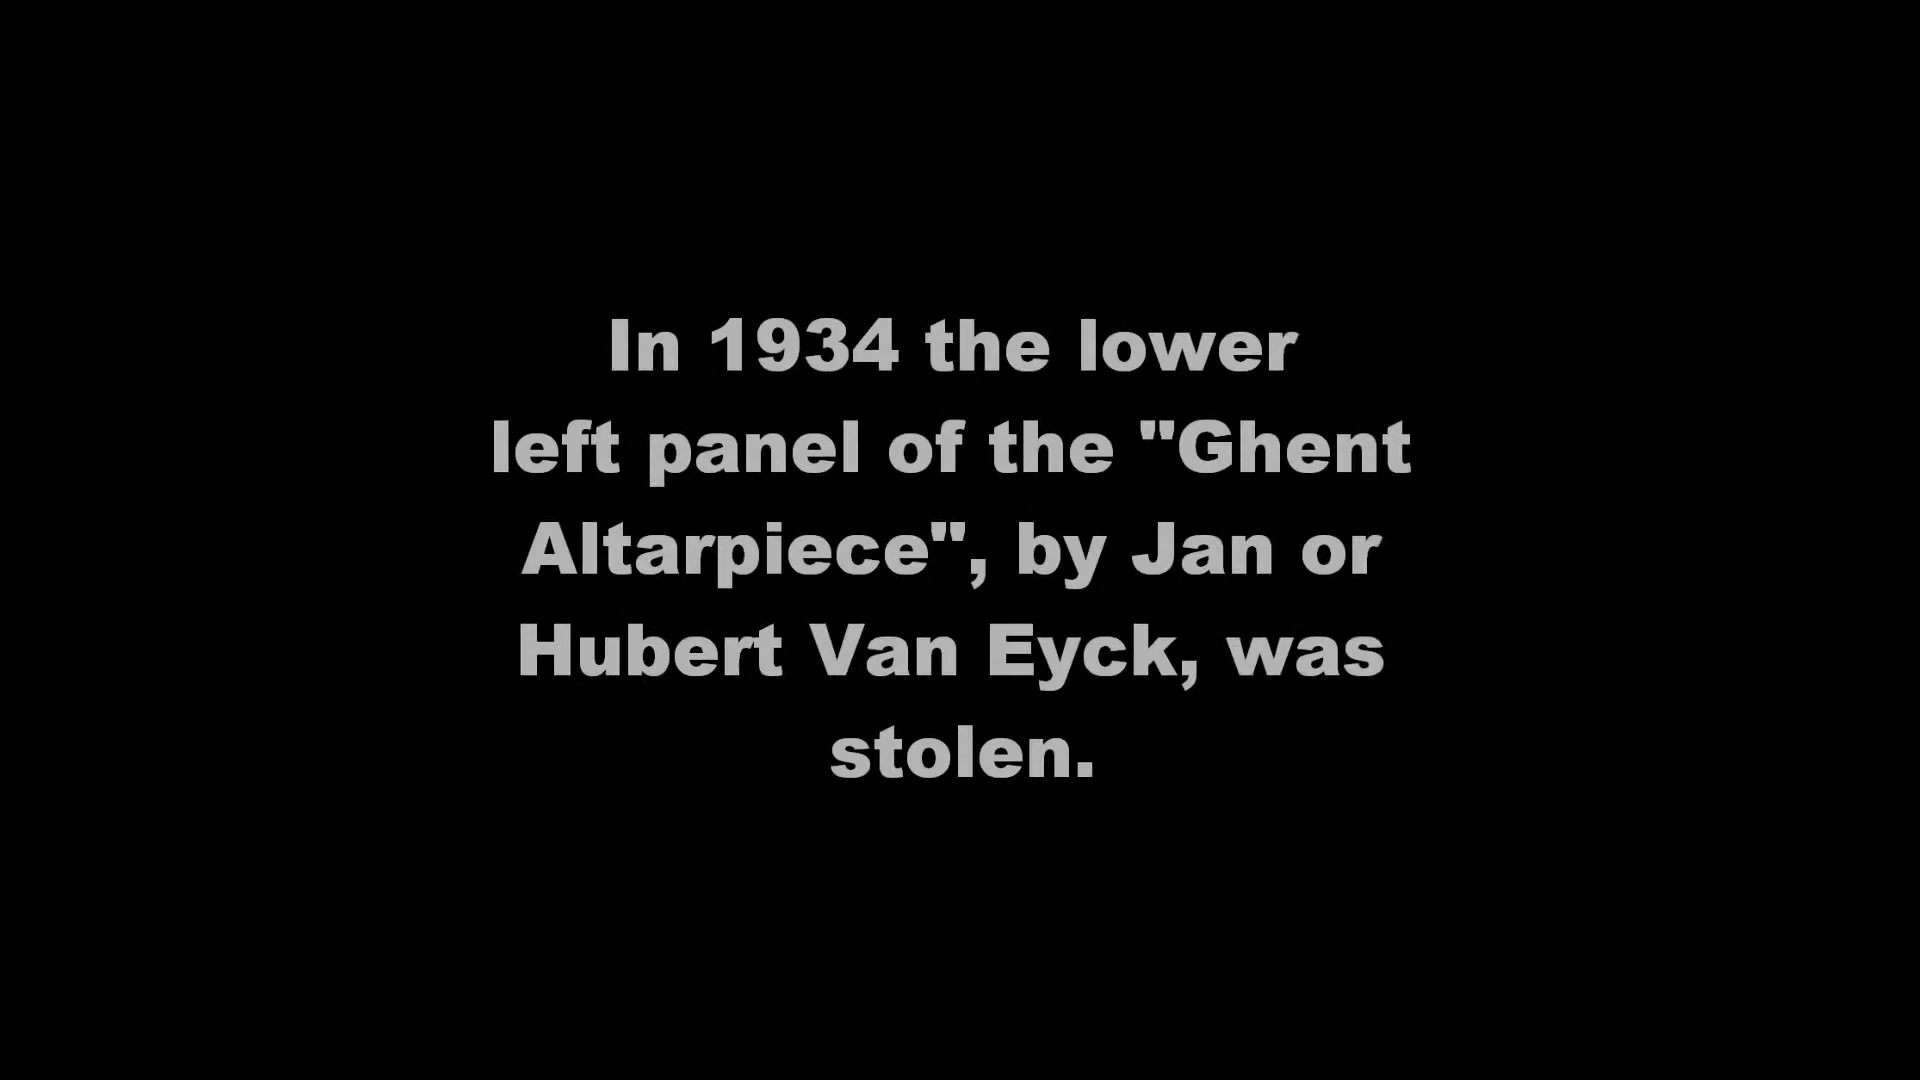 In 1934 the lower
left panel of the "Ghent
Altarpiece", by Jan or
Hubert Van Eyck, was
stolen.